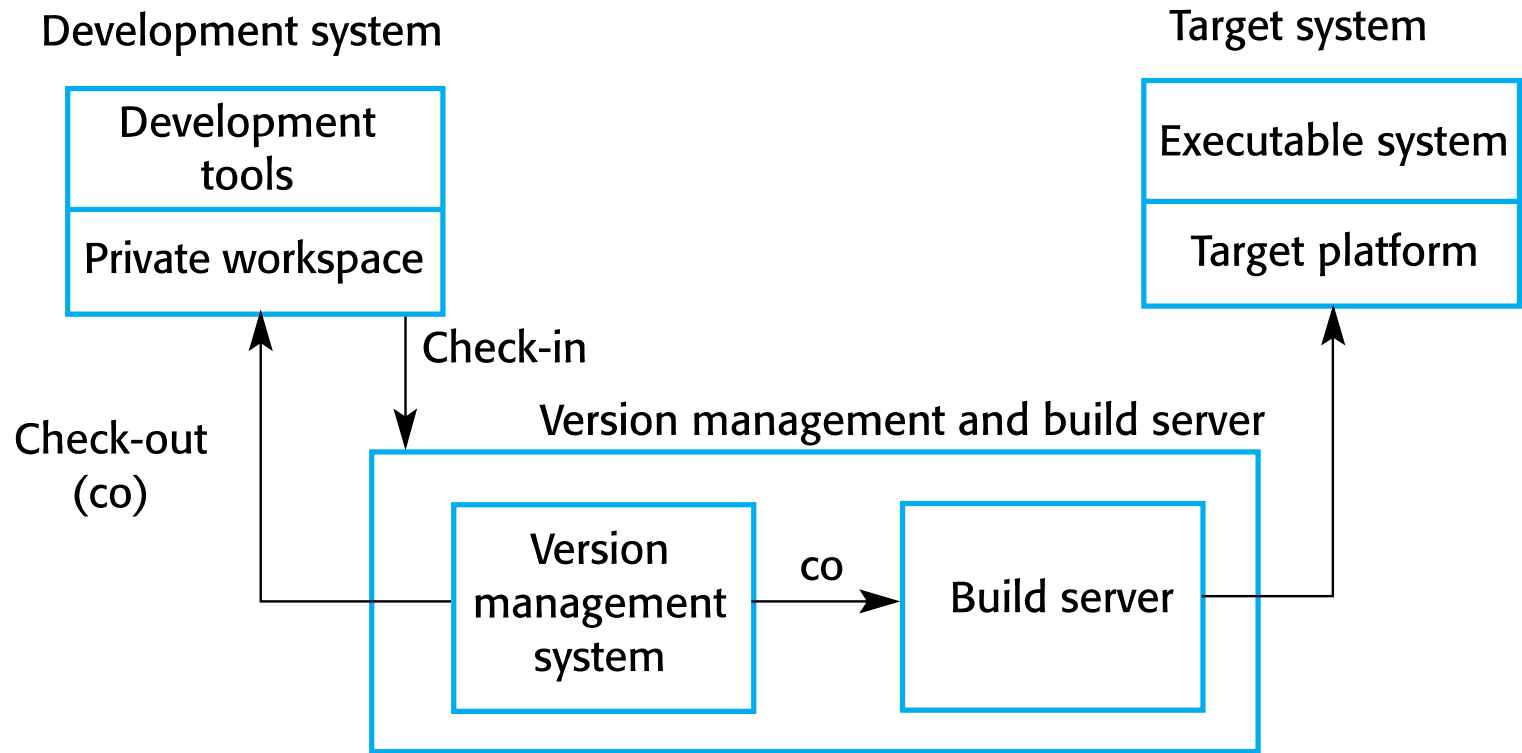 Development system
Target system
Development
tools
Private workspace
Executable system
Target platform
Check-in
Check-out
(co)
Version management and build server
Version
management
system
co
Build server